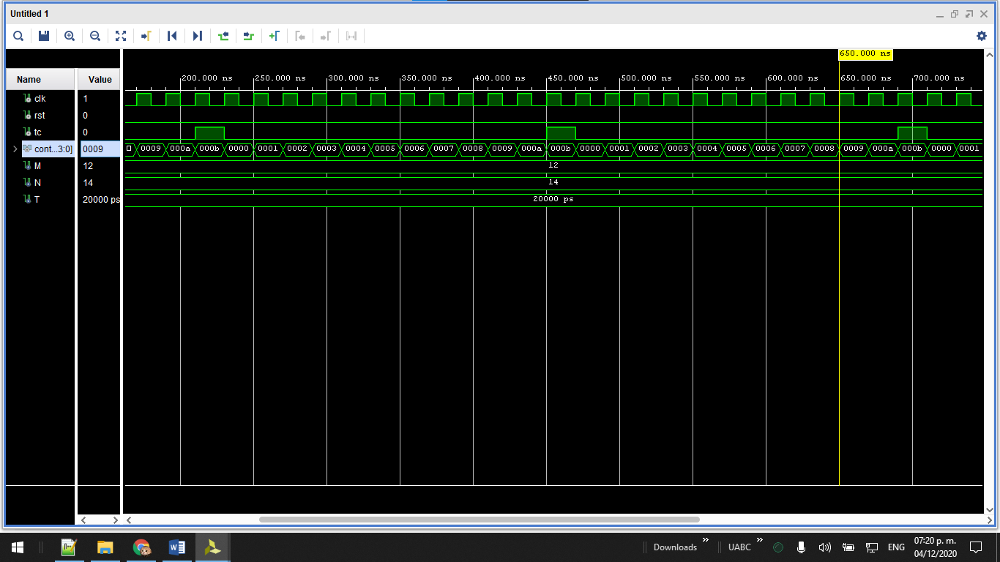 Untitled 1
650.000 ns
Name Value
200.000 ns 250.000 ns 300.000 ns 350.000 ns 400.000 ns 450.000 ns 500.000 ns 550.000 ns 600.000 ns 650.000 ns 700.000 ns
clk 1
rst 0
tc 0
cont...3:0] 0009 0009 000a 000b 0000 0001 0002 0003 0004 0005 0006 0007 0008 0009 000a 000b 0000 0001 0002 0003 0004 0005 0006 0007 0008 0009 000a 000b 0000 0001
M 12 12
N 14 14
T 20000 ps 20000 ps
Downloads » UABC » ENG 07:20 p. m.
04/12/2020